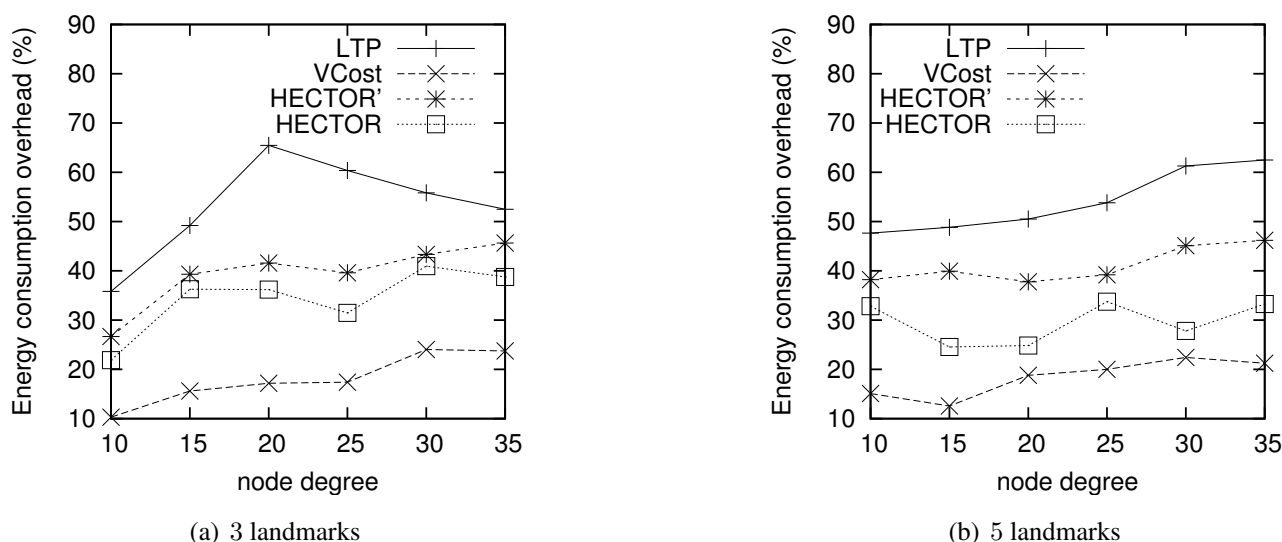 Energy consumption overhead (%)
90
80
70
60
50
40
30
20
10
LTP
VCost
HECTOR'
HECTOR
10 15 20 25 30 35
node degree
(a) 3 landmarks
Energy consumption overhead (%)
90
80
70
60
50
40
30
20
10
LTP
VCost
HECTOR'
HECTOR
10 15 20 25 30 35
node degree
(b) 5 landmarks